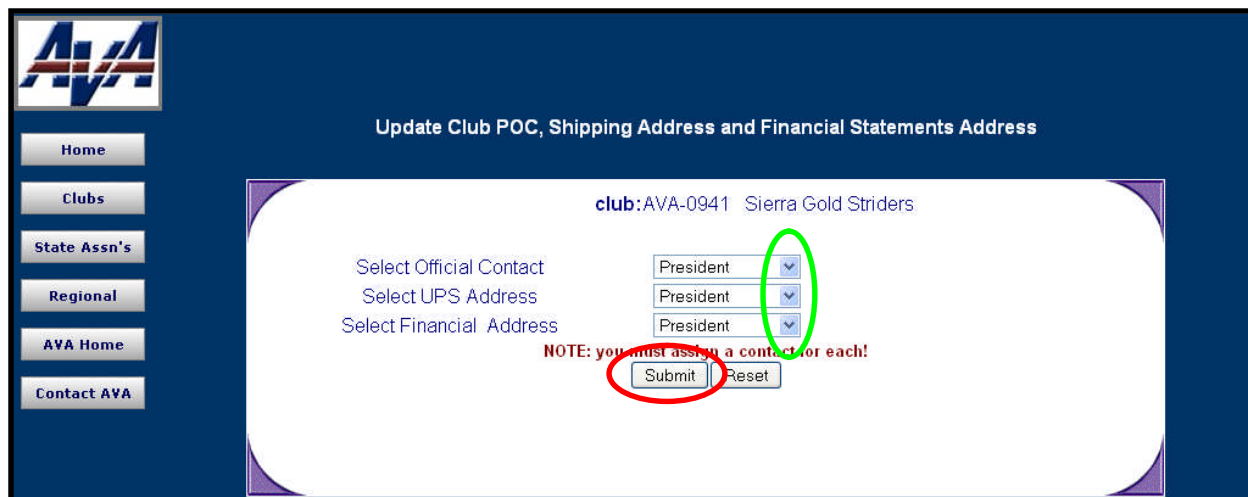 AVA
Home
Clubs
State Assn's
Regional
AVA Home
Contact AVA
Update Club POC, Shipping Address and Financial Statements Address
club:AVA-0941 Sierra Gold Striders
Select Official Contact President
Select UPS Address President
Select Financial Address President
NOTE: you must assign a contact for each!
Submit Reset